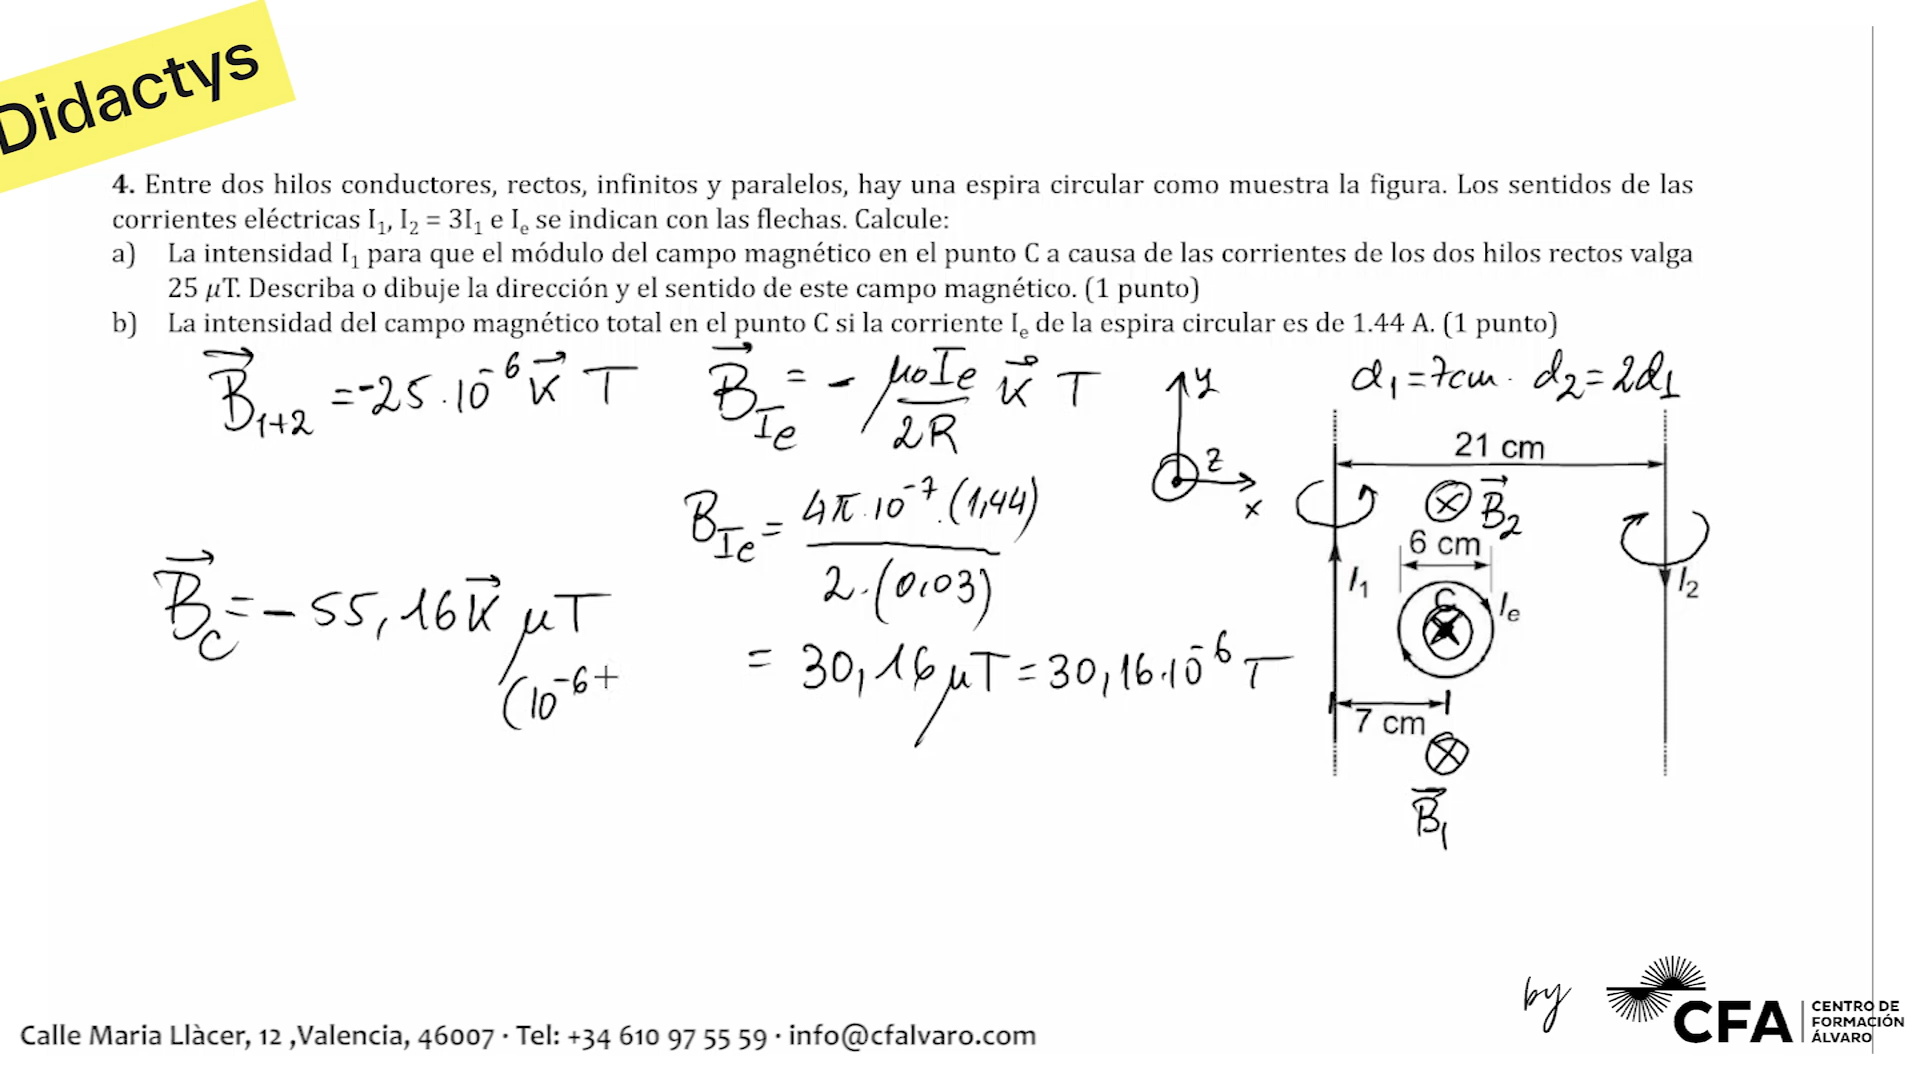 Didactys
4. Entre dos hilos conductores, rectos, infinitos y paralelos, hay una espira circular como muestra la figura. Los sentidos de las
corrientes eléctricas I₁, I₂ = 3I₁ e Iₑ se indican con las flechas. Calcule:
a) La intensidad I₁ para que el módulo del campo magnético en el punto C a causa de las corrientes de los dos hilos rectos valga
25 μT. Describa o dibuje la dirección y el sentido de este campo magnético. (1 punto)
b) La intensidad del campo magnético total en el punto C si la corriente Iₑ de la espira circular es de 1.44 A. (1 punto)
B⃗₁₊₂ = -25·10⁻⁶ k⃗ T
B⃗_Ie = - μ₀Ie/2R k⃗ T
B_Ie = 4π·10⁻⁷·(1,44) / 2·(0,03)
= 30,16 μT = 30,16·10⁻⁶ T
B⃗_C = - 55,16 k⃗ μT
(10⁻⁶ +
y
z
x
d₁ = 7cm · d₂ = 2d₁
21 cm
B⃗₂
6 cm
I₁
C
Iₑ
I₂
7 cm
B⃗₁
by
CFA
CENTRO DE
FORMACIÓN
ÁLVARO
Calle Maria Llàcer, 12 ,Valencia, 46007 · Tel: +34 610 97 55 59 · info@cfalvaro.com